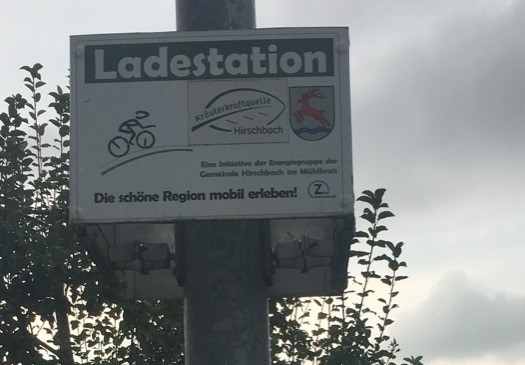 Ladestation
Kräuterkraftquelle
Hirschbach
Eine Initiative der Energiegruppe der
Gemeinde Hirschbach im Mühlkreis
Die schöne Region mobil erleben!
Z